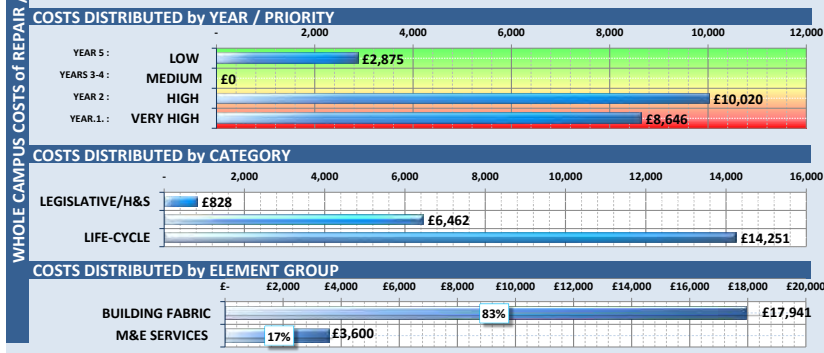 WHOLE CAMPUS COSTS of REPAIR
COSTS DISTRIBUTED by YEAR / PRIORITY
- 2,000 4,000 6,000 8,000 10,000 12,000
YEAR 5 : LOW £2,875
YEARS 3-4 : MEDIUM £0
YEAR 2 : HIGH £10,020
YEAR.1. : VERY HIGH £8,646
COSTS DISTRIBUTED by CATEGORY
- 2,000 4,000 6,000 8,000 10,000 12,000 14,000 16,000
LEGISLATIVE/H&S £828
£6,462
LIFE-CYCLE £14,251
COSTS DISTRIBUTED by ELEMENT GROUP
£- £2,000 £4,000 £6,000 £8,000 £10,000 £12,000 £14,000 £16,000 £18,000 £20,000
BUILDING FABRIC 83% £17,941
M&E SERVICES 17% £3,600